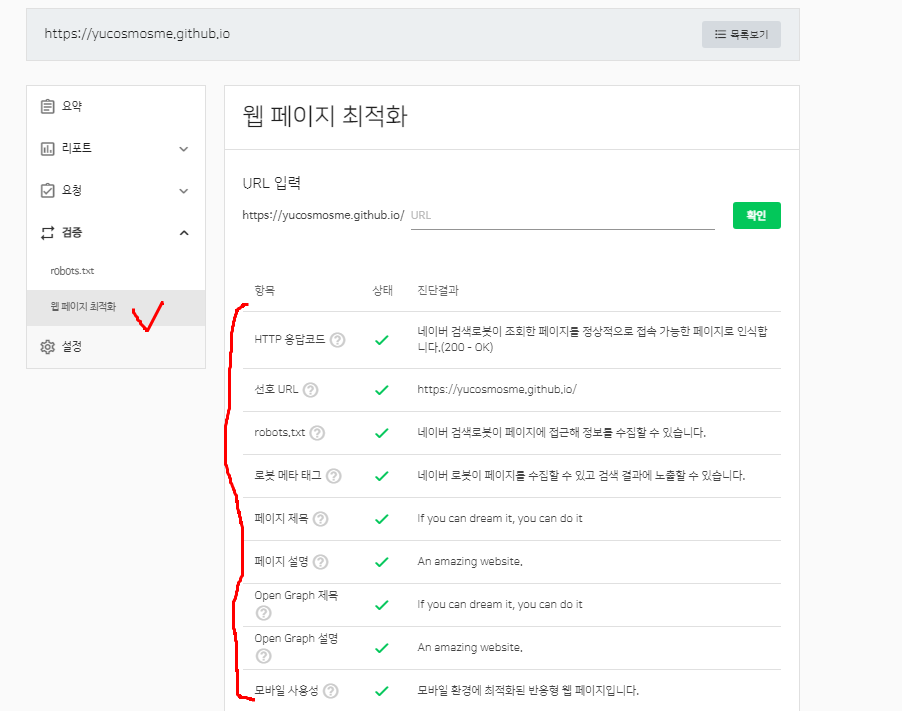 https://yucosmosme.github.io
목록보기
요약
리포트
요청
검증
robots.txt
웹 페이지 최적화
설정
웹 페이지 최적화
URL 입력
https://yucosmosme.github.io/ URL 확인
항목 상태 진단결과
HTTP 응답코드 네이버 검색로봇이 조회한 페이지를 정상적으로 접속 가능한 페이지로 인식합
니다.(200 - OK)
선호 URL https://yucosmosme.github.io/
robots.txt 네이버 검색로봇이 페이지에 접근해 정보를 수집할 수 있습니다.
로봇 메타 태그 네이버 로봇이 페이지를 수집할 수 있고 검색 결과에 노출할 수 있습니다.
페이지 제목 If you can dream it, you can do it
페이지 설명 An amazing website.
Open Graph 제목 If you can dream it, you can do it
Open Graph 설명 An amazing website.
모바일 사용성 모바일 환경에 최적화된 반응형 웹 페이지입니다.